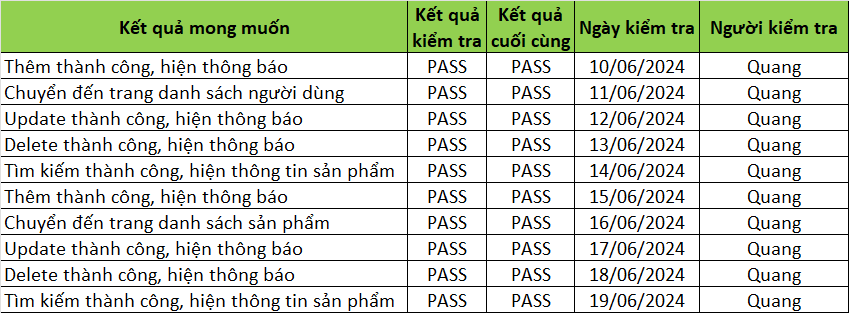 Kết quả mong muốn Kết quả kiểm tra Kết quả cuối cùng Ngày kiểm tra Người kiểm tra
Thêm thành công, hiện thông báo PASS PASS 10/06/2024 Quang
Chuyển đến trang danh sách người dùng PASS PASS 11/06/2024 Quang
Update thành công, hiện thông báo PASS PASS 12/06/2024 Quang
Delete thành công, hiện thông báo PASS PASS 13/06/2024 Quang
Tìm kiếm thành công, hiện thông tin sản phẩm PASS PASS 14/06/2024 Quang
Thêm thành công, hiện thông báo PASS PASS 15/06/2024 Quang
Chuyển đến trang danh sách sản phẩm PASS PASS 16/06/2024 Quang
Update thành công, hiện thông báo PASS PASS 17/06/2024 Quang
Delete thành công, hiện thông báo PASS PASS 18/06/2024 Quang
Tìm kiếm thành công, hiện thông tin sản phẩm PASS PASS 19/06/2024 Quang